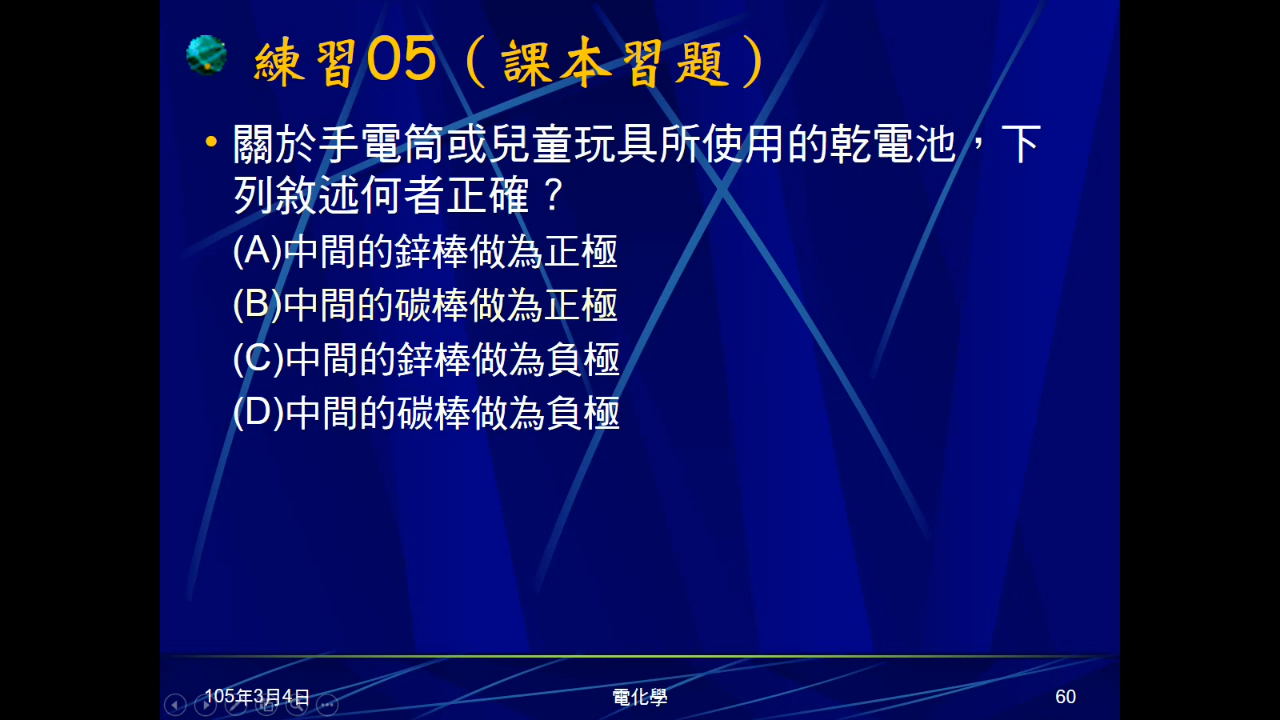 練習05（課本習題）
•關於手電筒或兒童玩具所使用的乾電池，下
列敘述何者正確？
(A)中間的鋅棒做為正極
(B)中間的碳棒做為正極
(C)中間的鋅棒做為負極
(D)中間的碳棒做為負極
105年3月4日
電化學
60